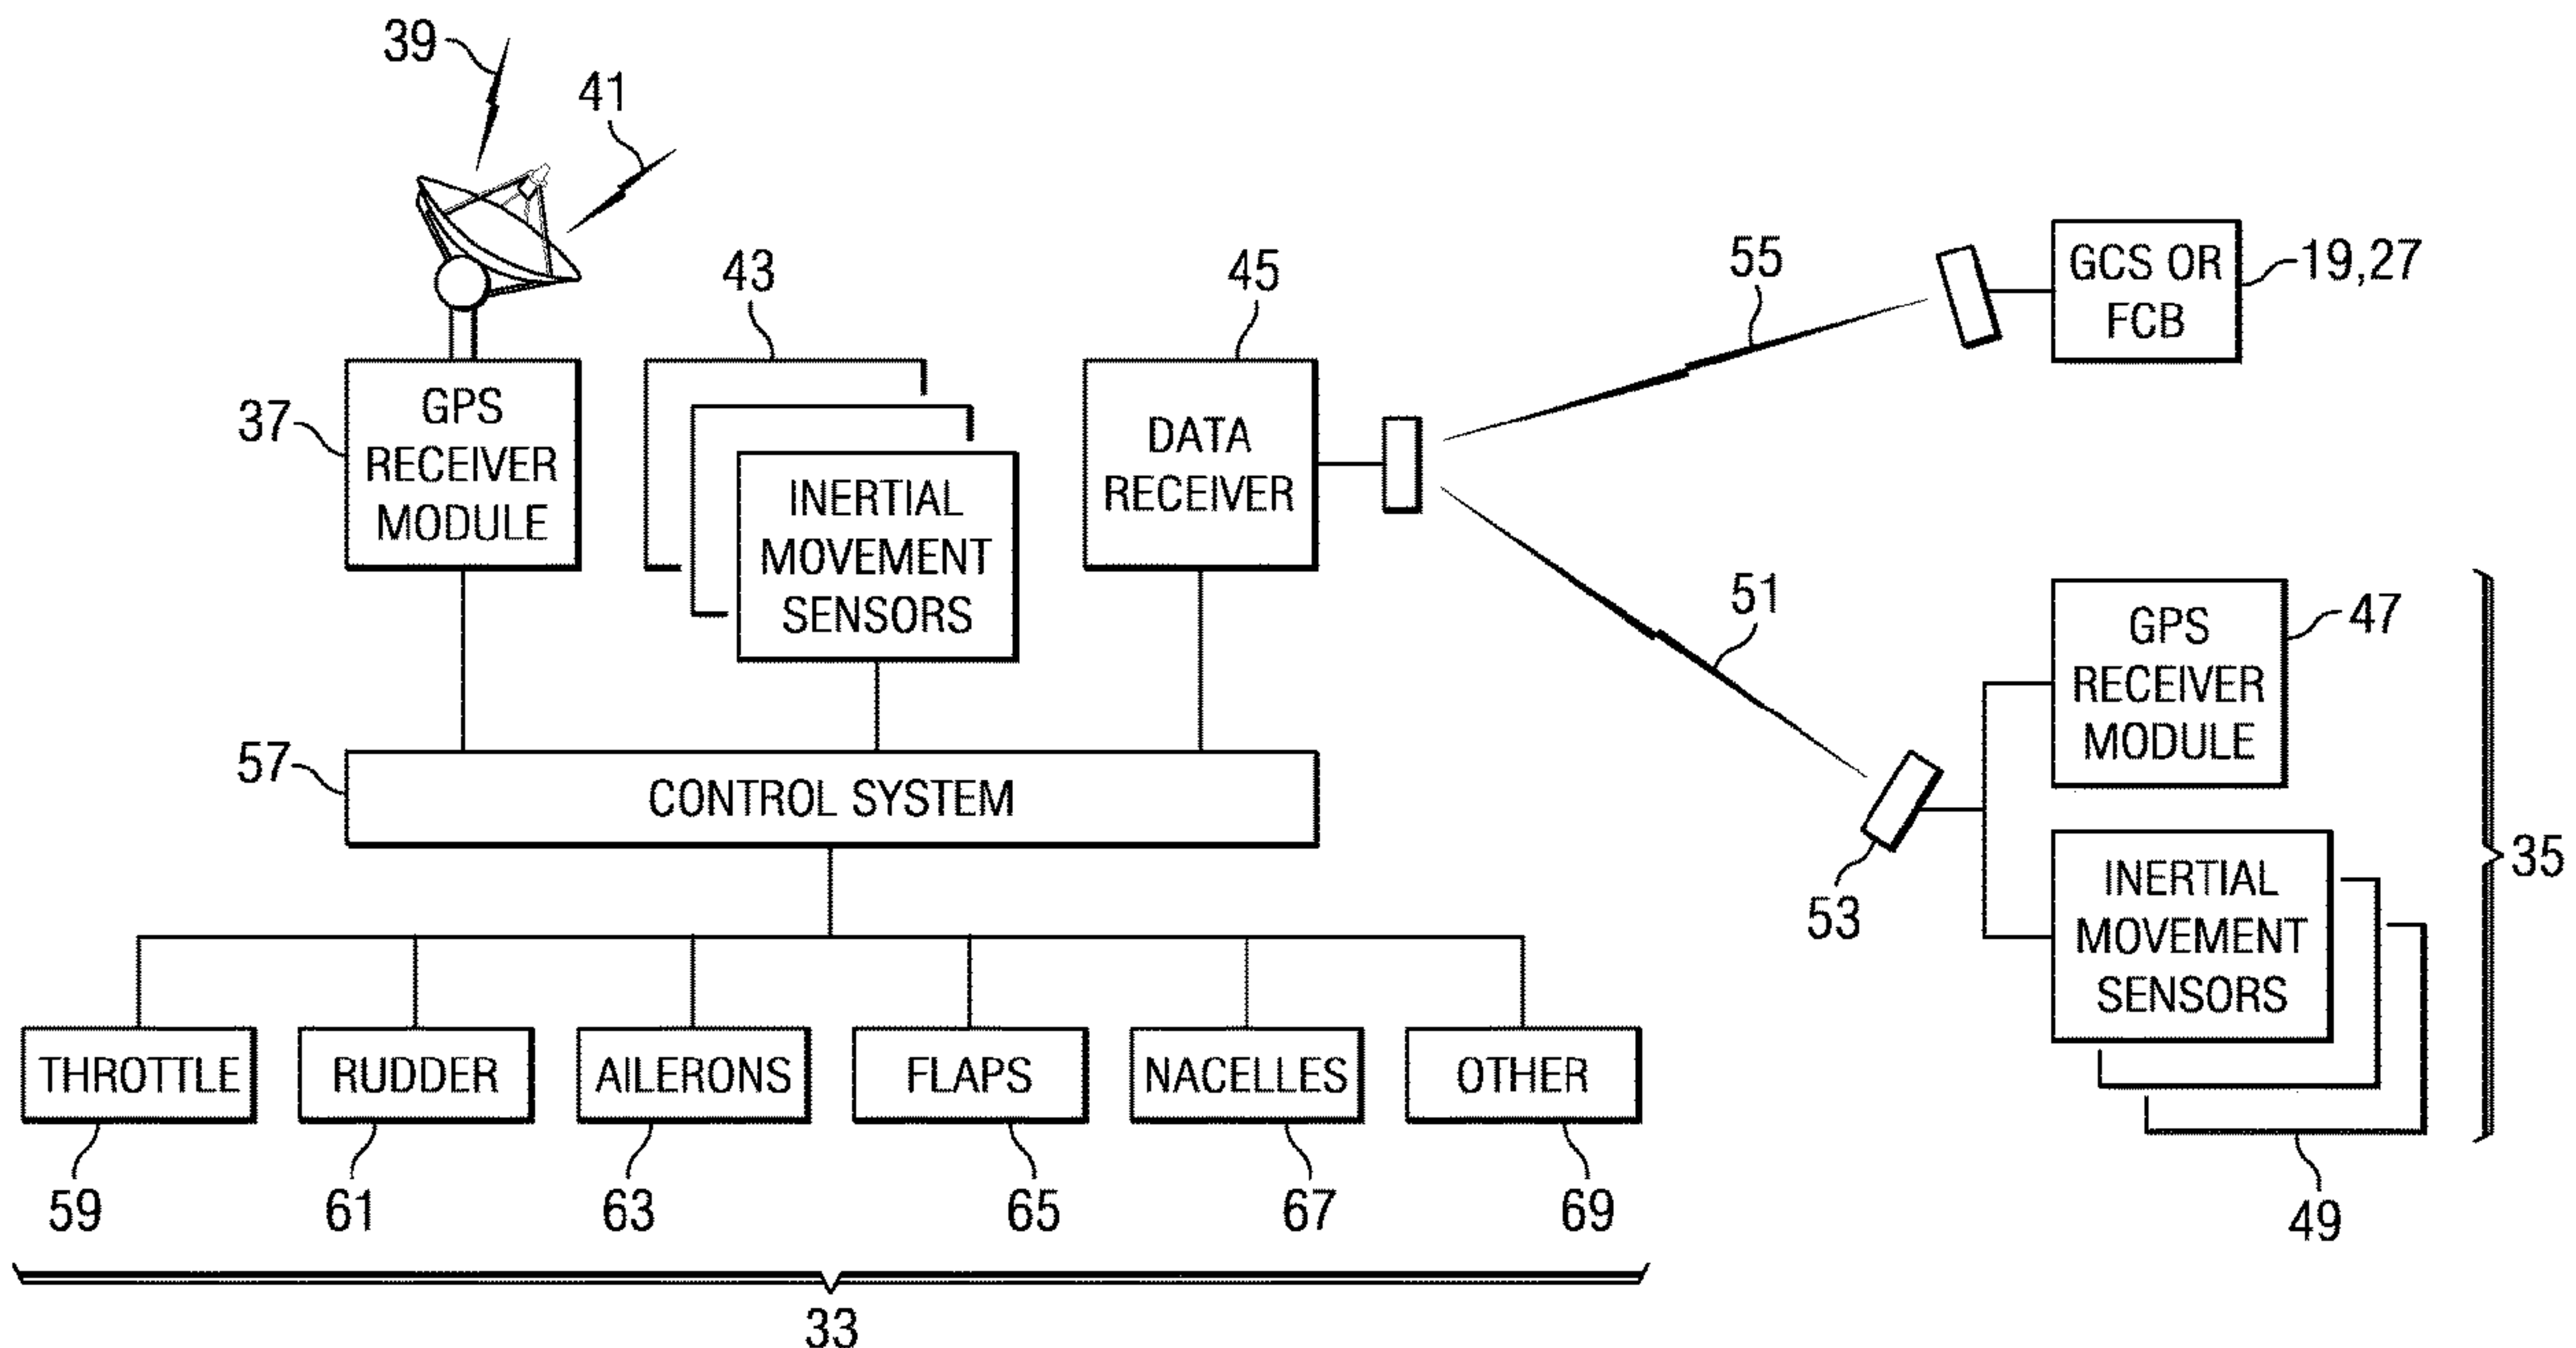 39
41
43
45
55
GCS OR
FCB
19,27
37
GPS
RECEIVER
MODULE
INERTIAL
MOVEMENT
SENSORS
DATA
RECEIVER
51
GPS
RECEIVER
MODULE
47
57
CONTROL SYSTEM
53
INERTIAL
MOVEMENT
SENSORS
35
49
THROTTLE
RUDDER
AILERONS
FLAPS
NACELLES
OTHER
59
61
63
65
67
69
33